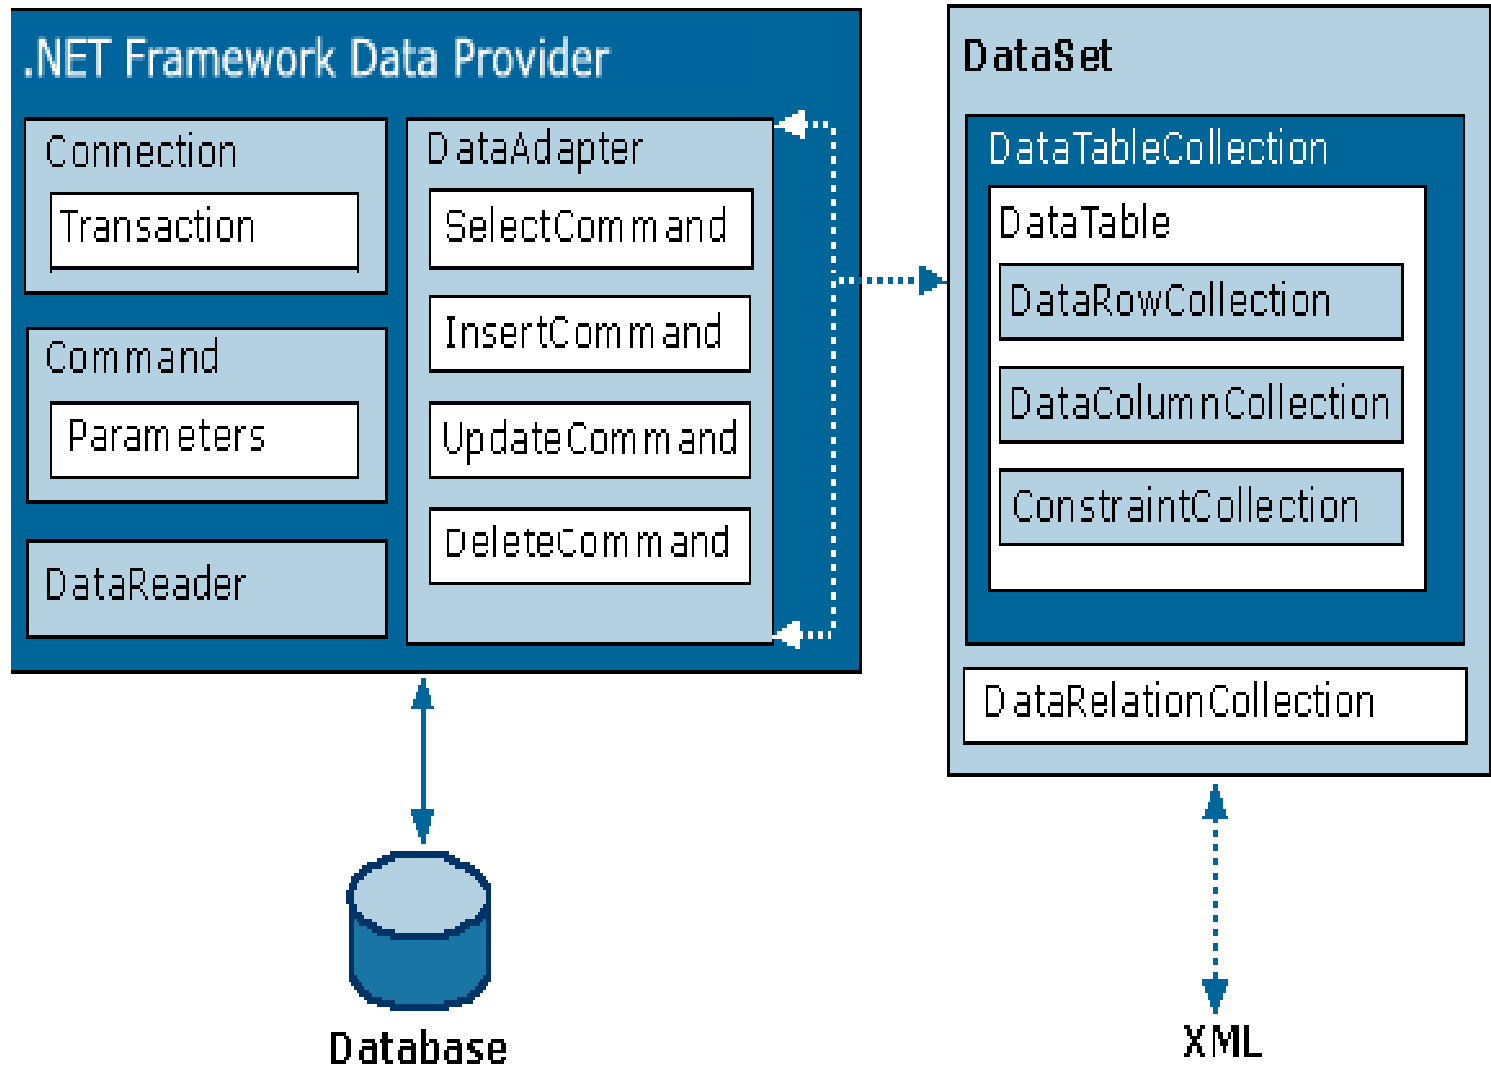 .NET Framework Data Provider
Connection
Transaction
Command
Parameters
DataReader
DataAdapter
SelectCommand
InsertCommand
UpdateCommand
DeleteCommand
Database
DataSet
DataTableCollection
DataTable
DataRowCollection
DataColumnCollection
ConstraintCollection
DataRelationCollection
XML